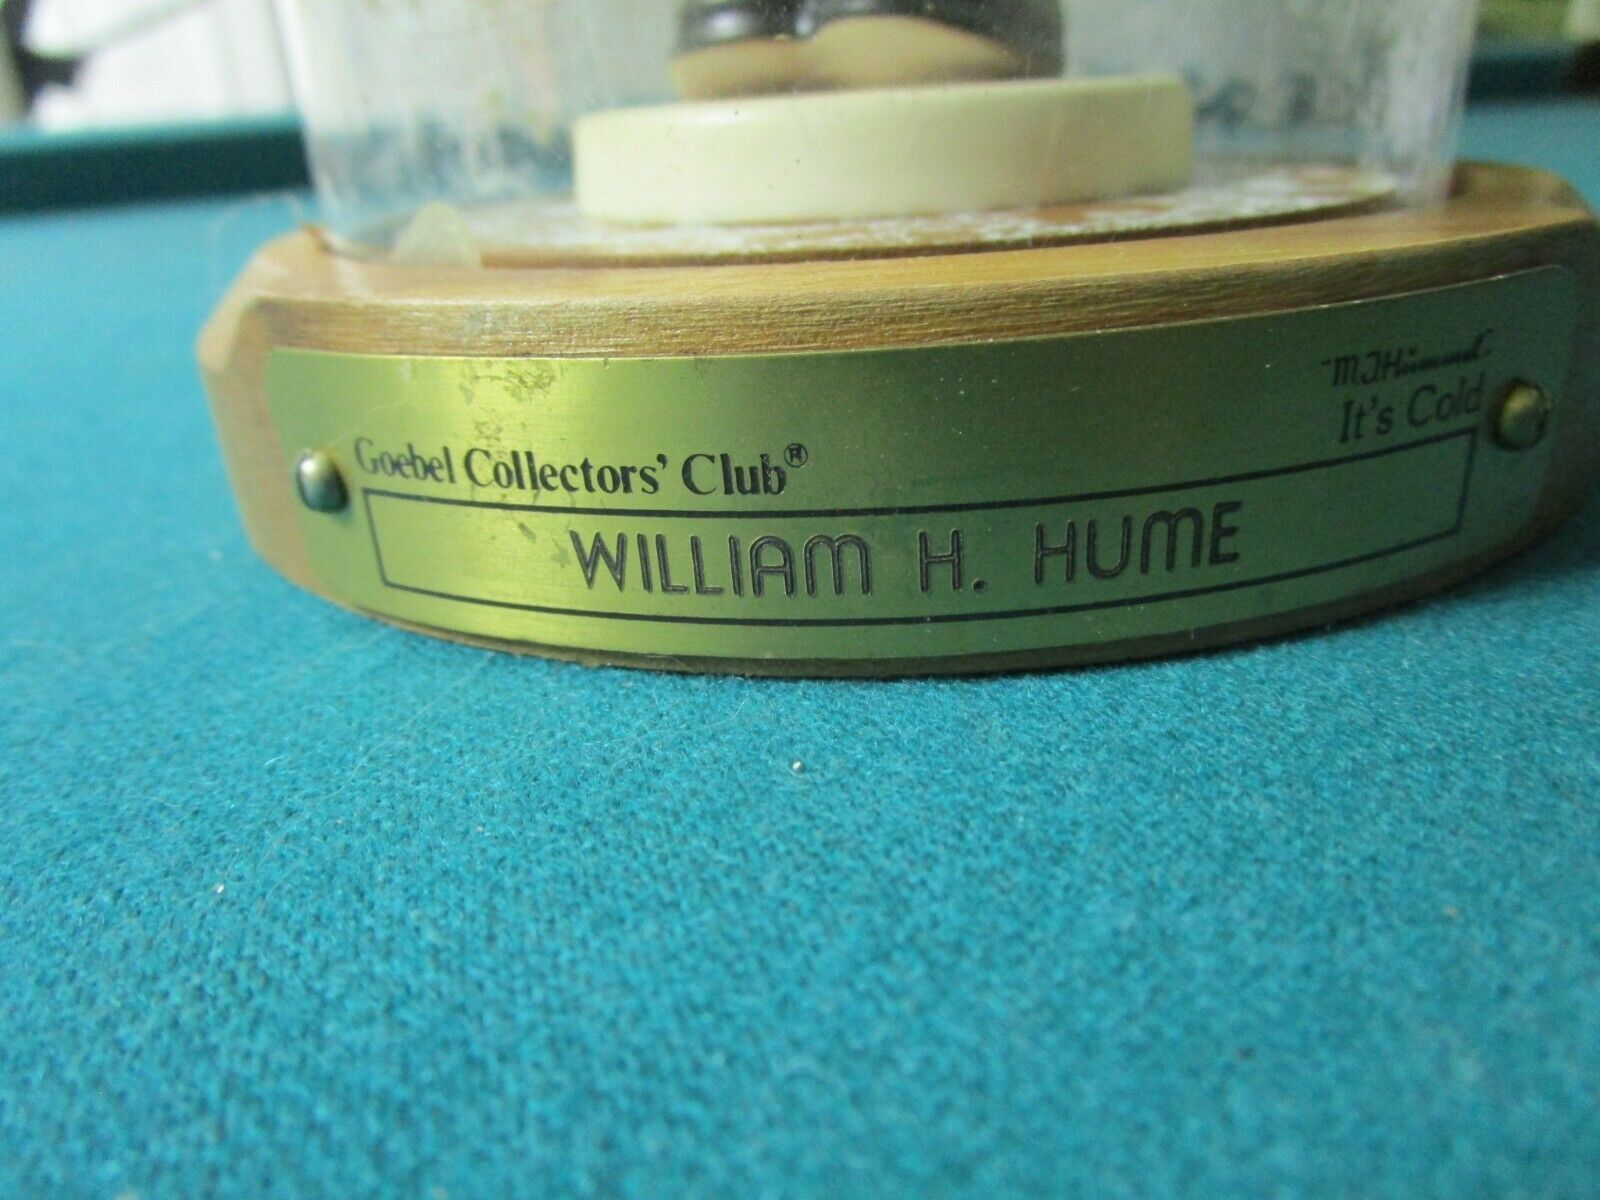 "M.J.Hummel"
It's Cold
Goebel Collectors' Club®
WILLIAM H. HUME